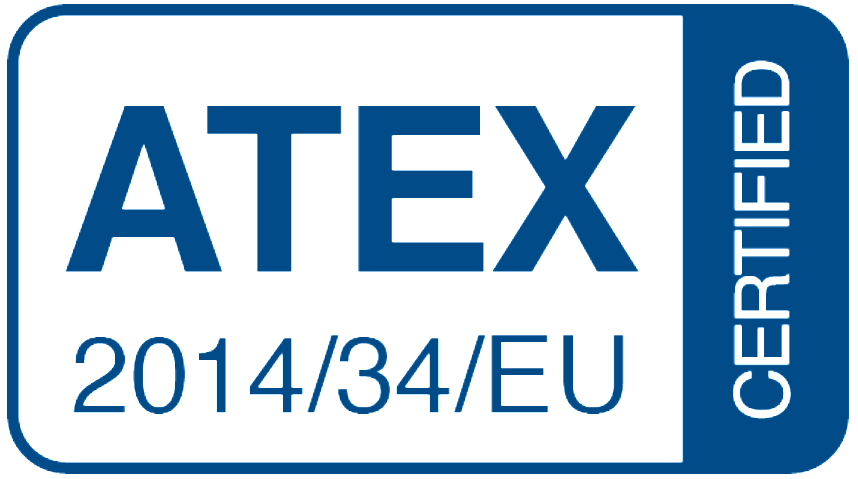 ATEX
2014/34/EU
CERTIFIED